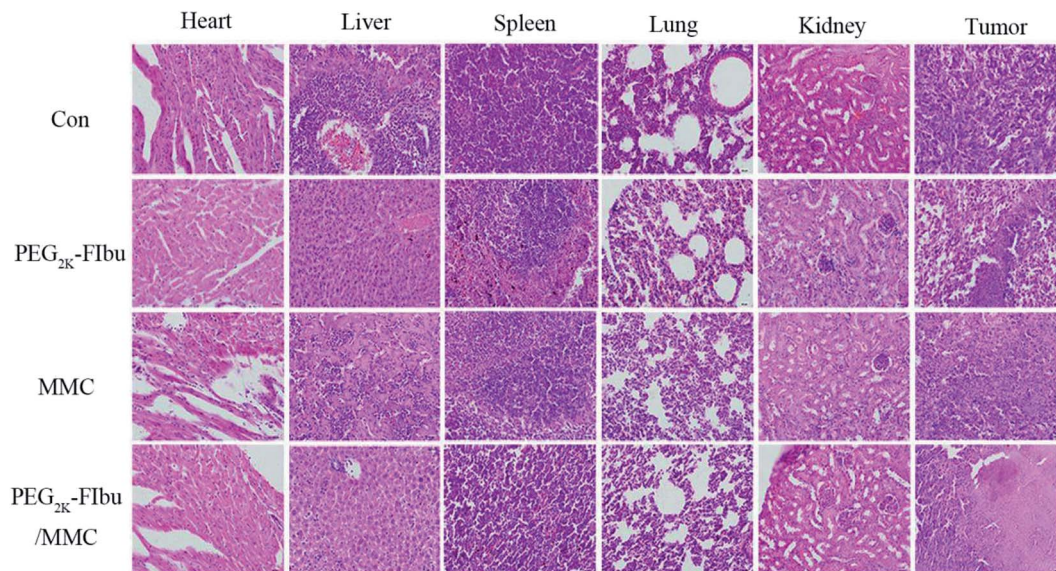 Heart Liver Spleen Lung Kidney Tumor
Con
PEG2K-FIbu
MMC
PEG2K-FIbu
/MMC